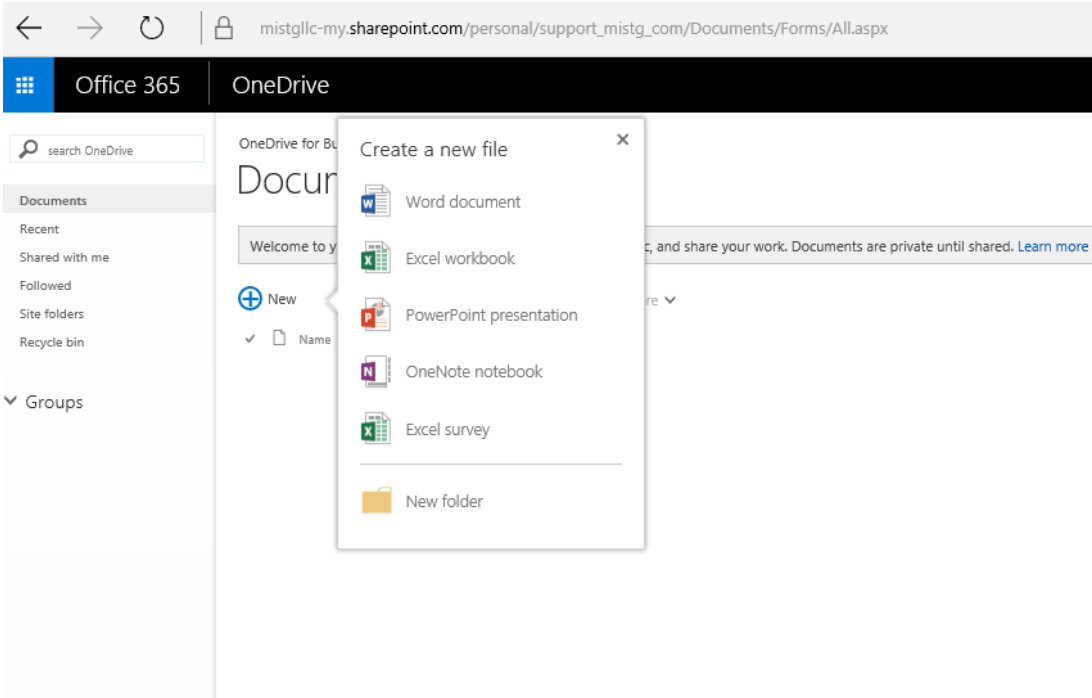 mistgllc-my.sharepoint.com/personal/support_mistg_com/Documents/Forms/All.aspx
Office 365 OneDrive
search OneDrive
Documents
Recent
Shared with me
Followed
Site folders
Recycle bin
Groups
OneDrive for Bu
Docum
Welcome to y
c, and share your work. Documents are private until shared. Learn more
New
re
Name
Create a new file
Word document
Excel workbook
PowerPoint presentation
OneNote notebook
Excel survey
New folder